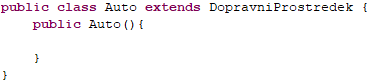 public class Auto extends DopravniProstredek {
    public Auto(){

    }
}